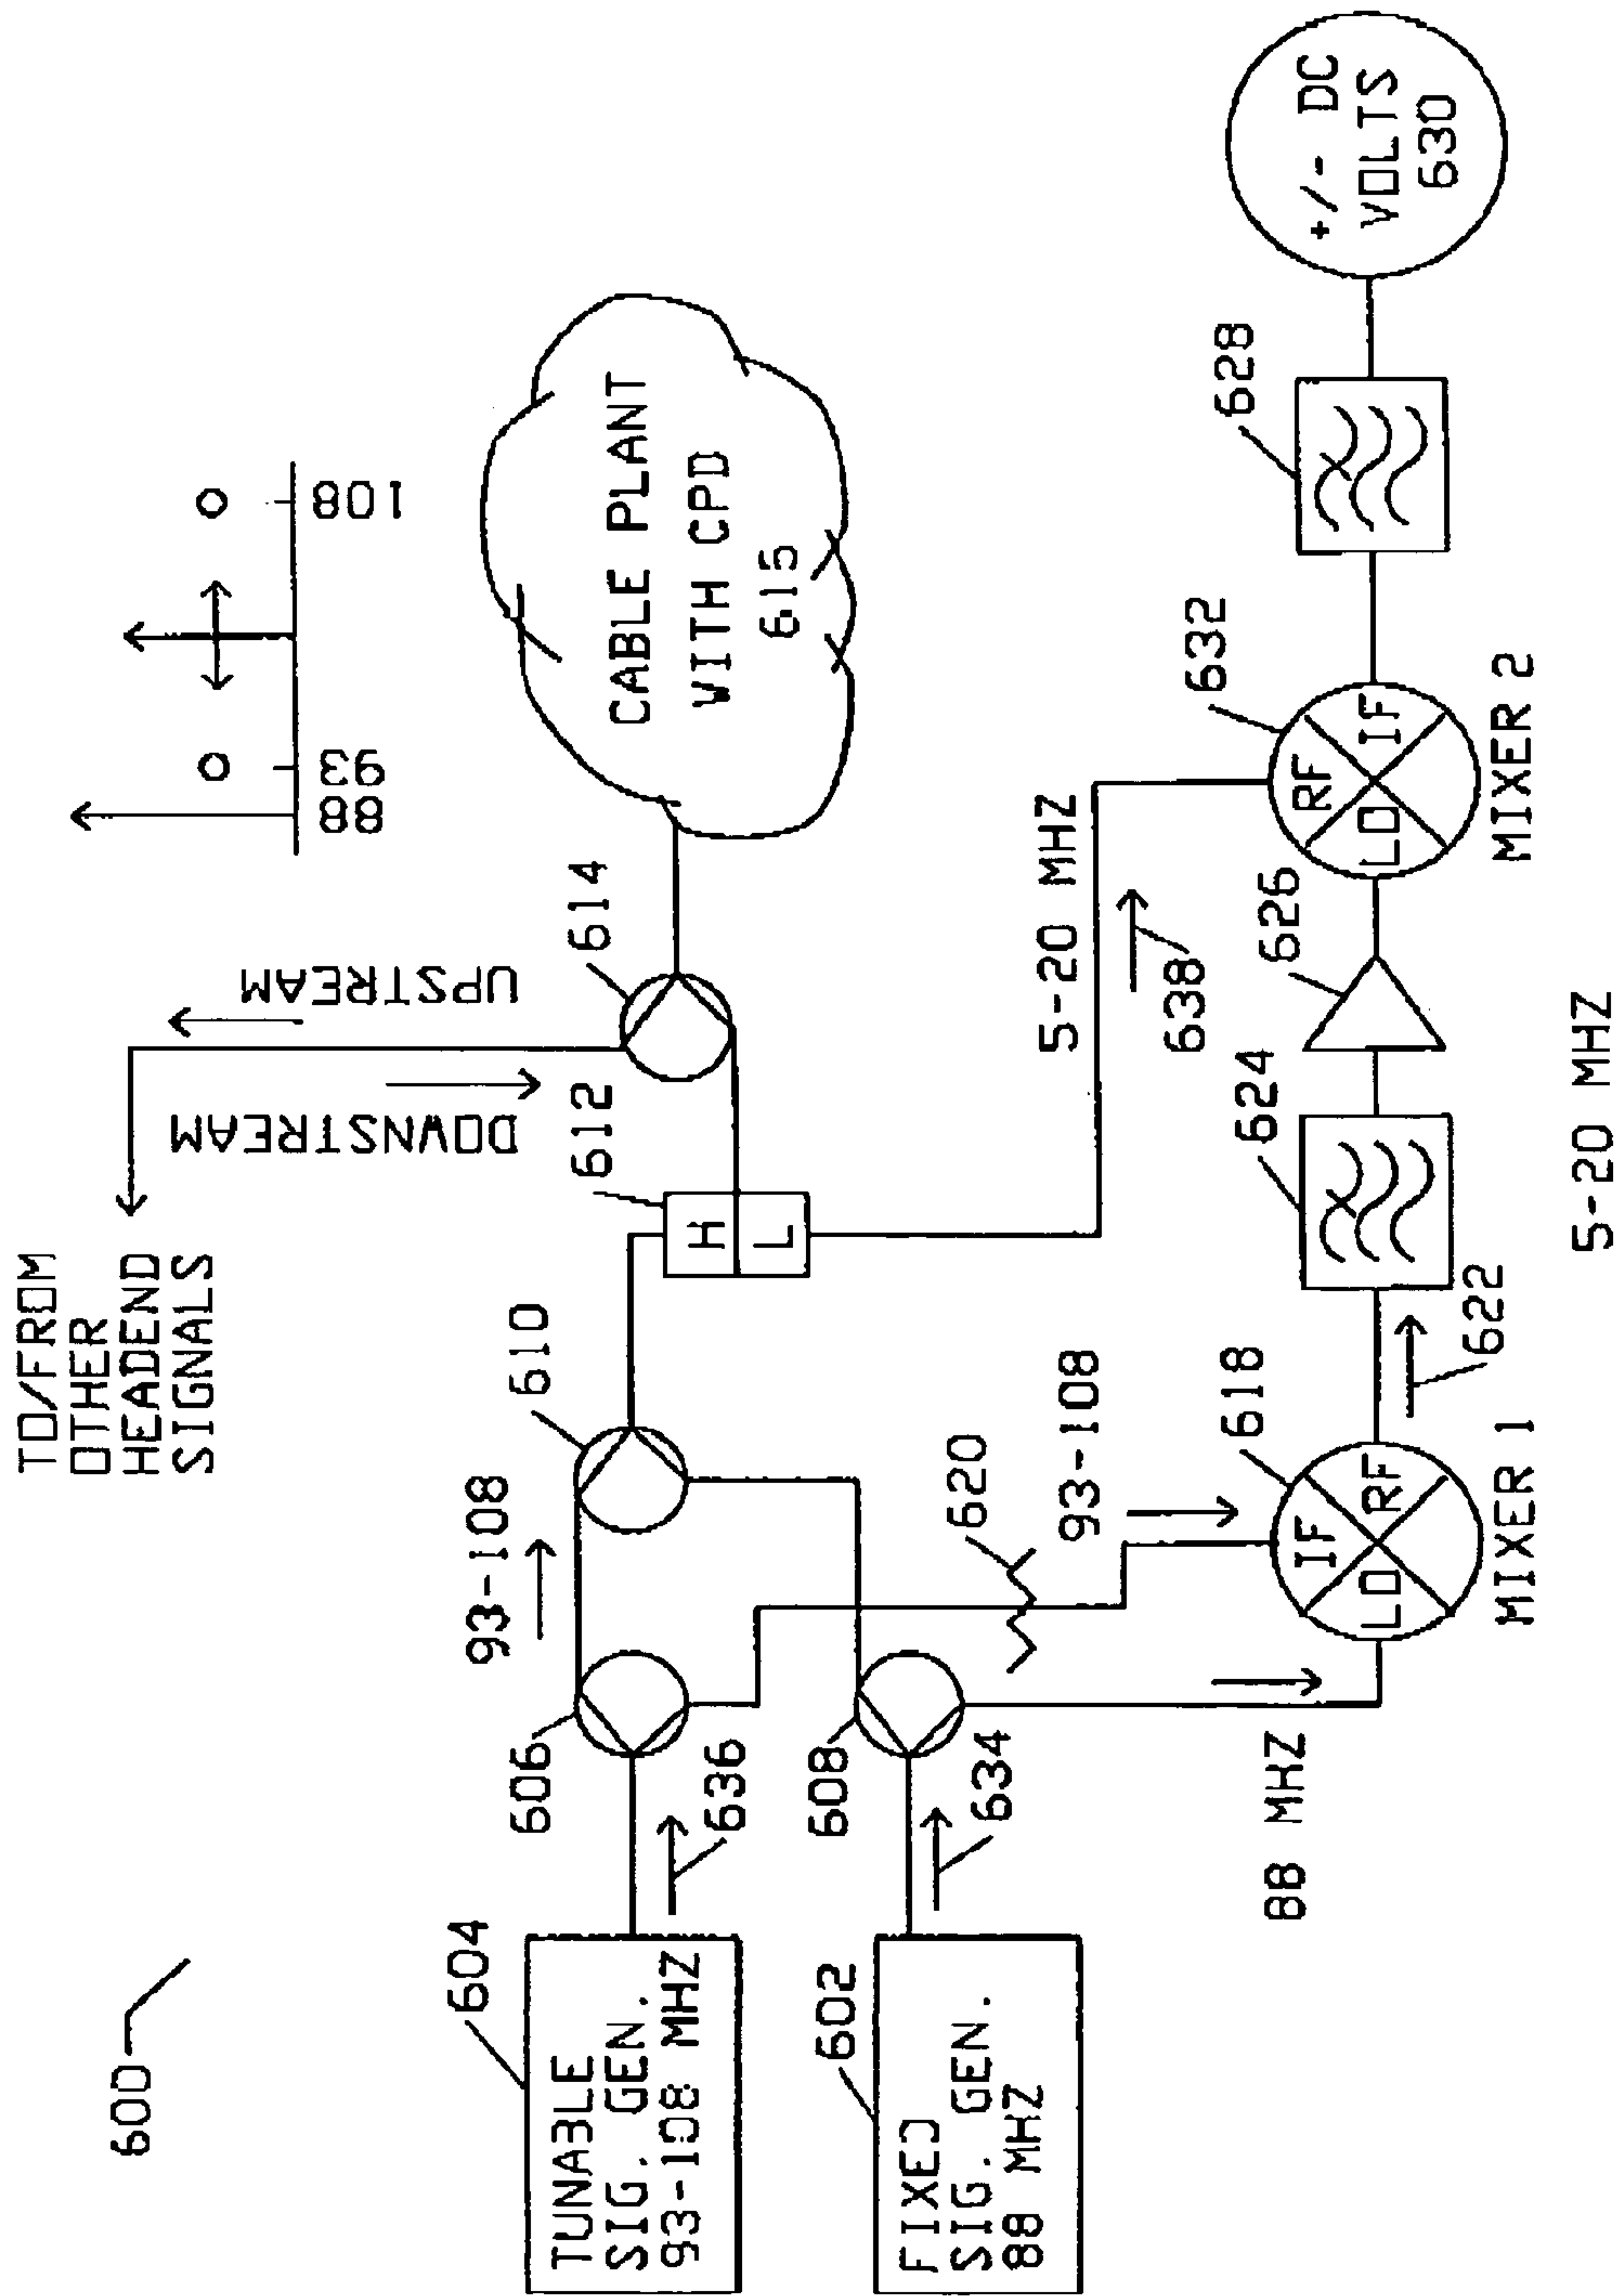 600
TO/FROM
OTHER
HEADEND
SIGNALS
DOWNSTREAM
UPSTREAM
88
93
108
TUNABLE
SIG. GEN.
93-108 MHZ
604
636
606
93-108
610
612
H
L
614
CABLE PLANT
WITH CPD
615
FIXED
SIG. GEN.
88 MHZ
602
634
608
620
93-108
88 MHZ
5-20 MHZ
638
618
IF
LO
RF
MIXER 1
622
624
626
632
RF
LO
IF
MIXER 2
628
+/- DC
VOLTS
630
5-20 MHZ